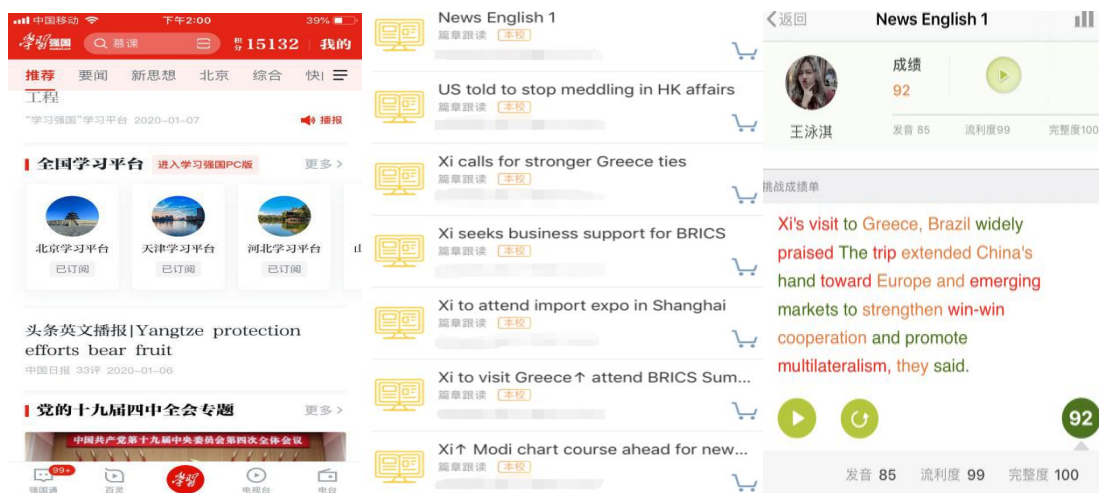 中国移动
下午2:00
39%
学习强国
慕课
积分 15132
我的
推荐 要闻 新思想 北京 综合 快
工程
"学习强国"学习平台 2020-01-07
播报
全国学习平台 进入学习强国PC版 更多 >
北京学习平台 天津学习平台 河北学习平台
已订阅 已订阅 已订阅
头条英文播报|Yangtze protection
efforts bear fruit
中国日报 33评 2020-01-06
党的十九届四中全会专题 更多 >
中国共产党第十九届中央委员会第四次全体会议
99+
强国通 百灵 学习 电视台 电台
News English 1
篇章跟读 本校
US told to stop meddling in HK affairs
篇章跟读 本校
Xi calls for stronger Greece ties
篇章跟读 本校
Xi seeks business support for BRICS
篇章跟读 本校
Xi to attend import expo in Shanghai
篇章跟读 本校
Xi to visit Greece↑ attend BRICS Sum...
篇章跟读 本校
Xi↑ Modi chart course ahead for new...
篇章跟读 本校
返回 News English 1
成绩
92
王泳淇
发音 85 流利度99 完整度100
挑战成绩单
Xi's visit to Greece, Brazil widely
praised The trip extended China's
hand toward Europe and emerging
markets to strengthen win-win
cooperation and promote
multilateralism, they said.
92
发音 85 流利度 99 完整度 100